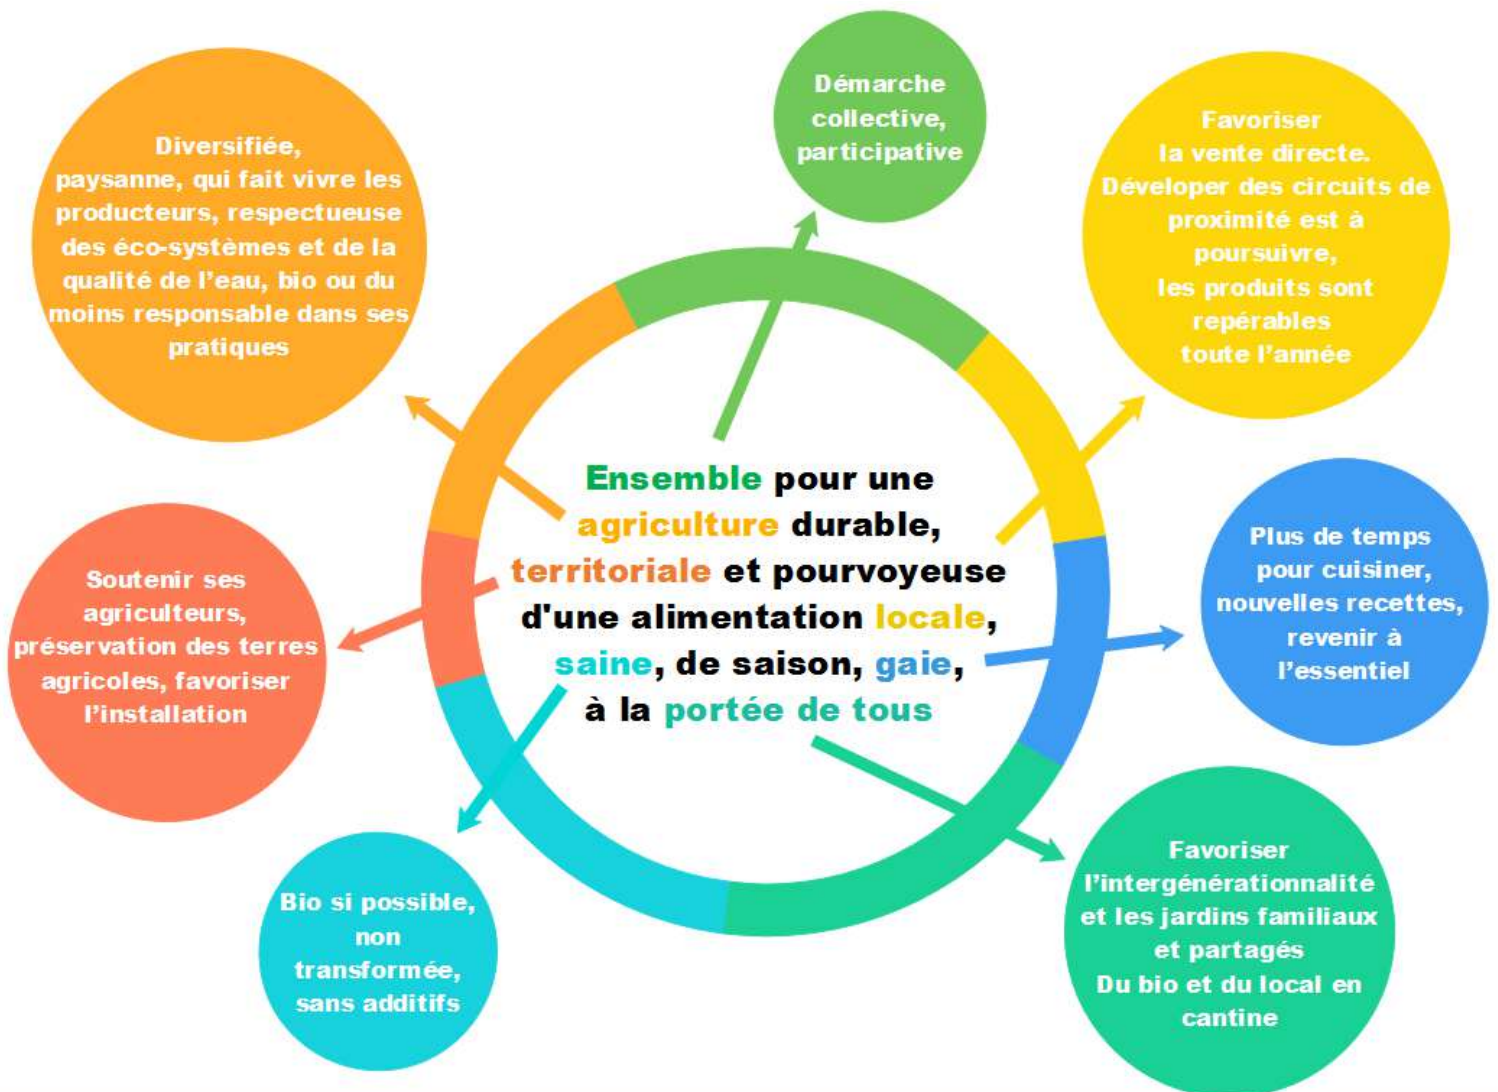 Démarche
collective,
participative
Diversifiée,
paysanne, qui fait vivre les
producteurs, respectueuse
des éco-systèmes et de la
qualité de l'eau, bio ou du
moins responsable dans ses
pratiques
Favoriser
la vente directe.
Déveloper des circuits de
proximité est à
poursuivre,
les produits sont
repérables
toute l'année
Ensemble pour une
agriculture durable,
territoriale et pourvoyeuse
d'une alimentation locale,
saine, de saison, gaie,
à la portée de tous
Plus de temps
pour cuisiner,
nouvelles recettes,
revenir à
l'essentiel
Soutenir ses
agriculteurs,
préservation des terres
agricoles, favoriser
l'installation
Bio si possible,
non
transformée,
sans additifs
Favoriser
l'intergénérationnalité
et les jardins familiaux
et partagés
Du bio et du local en
cantine